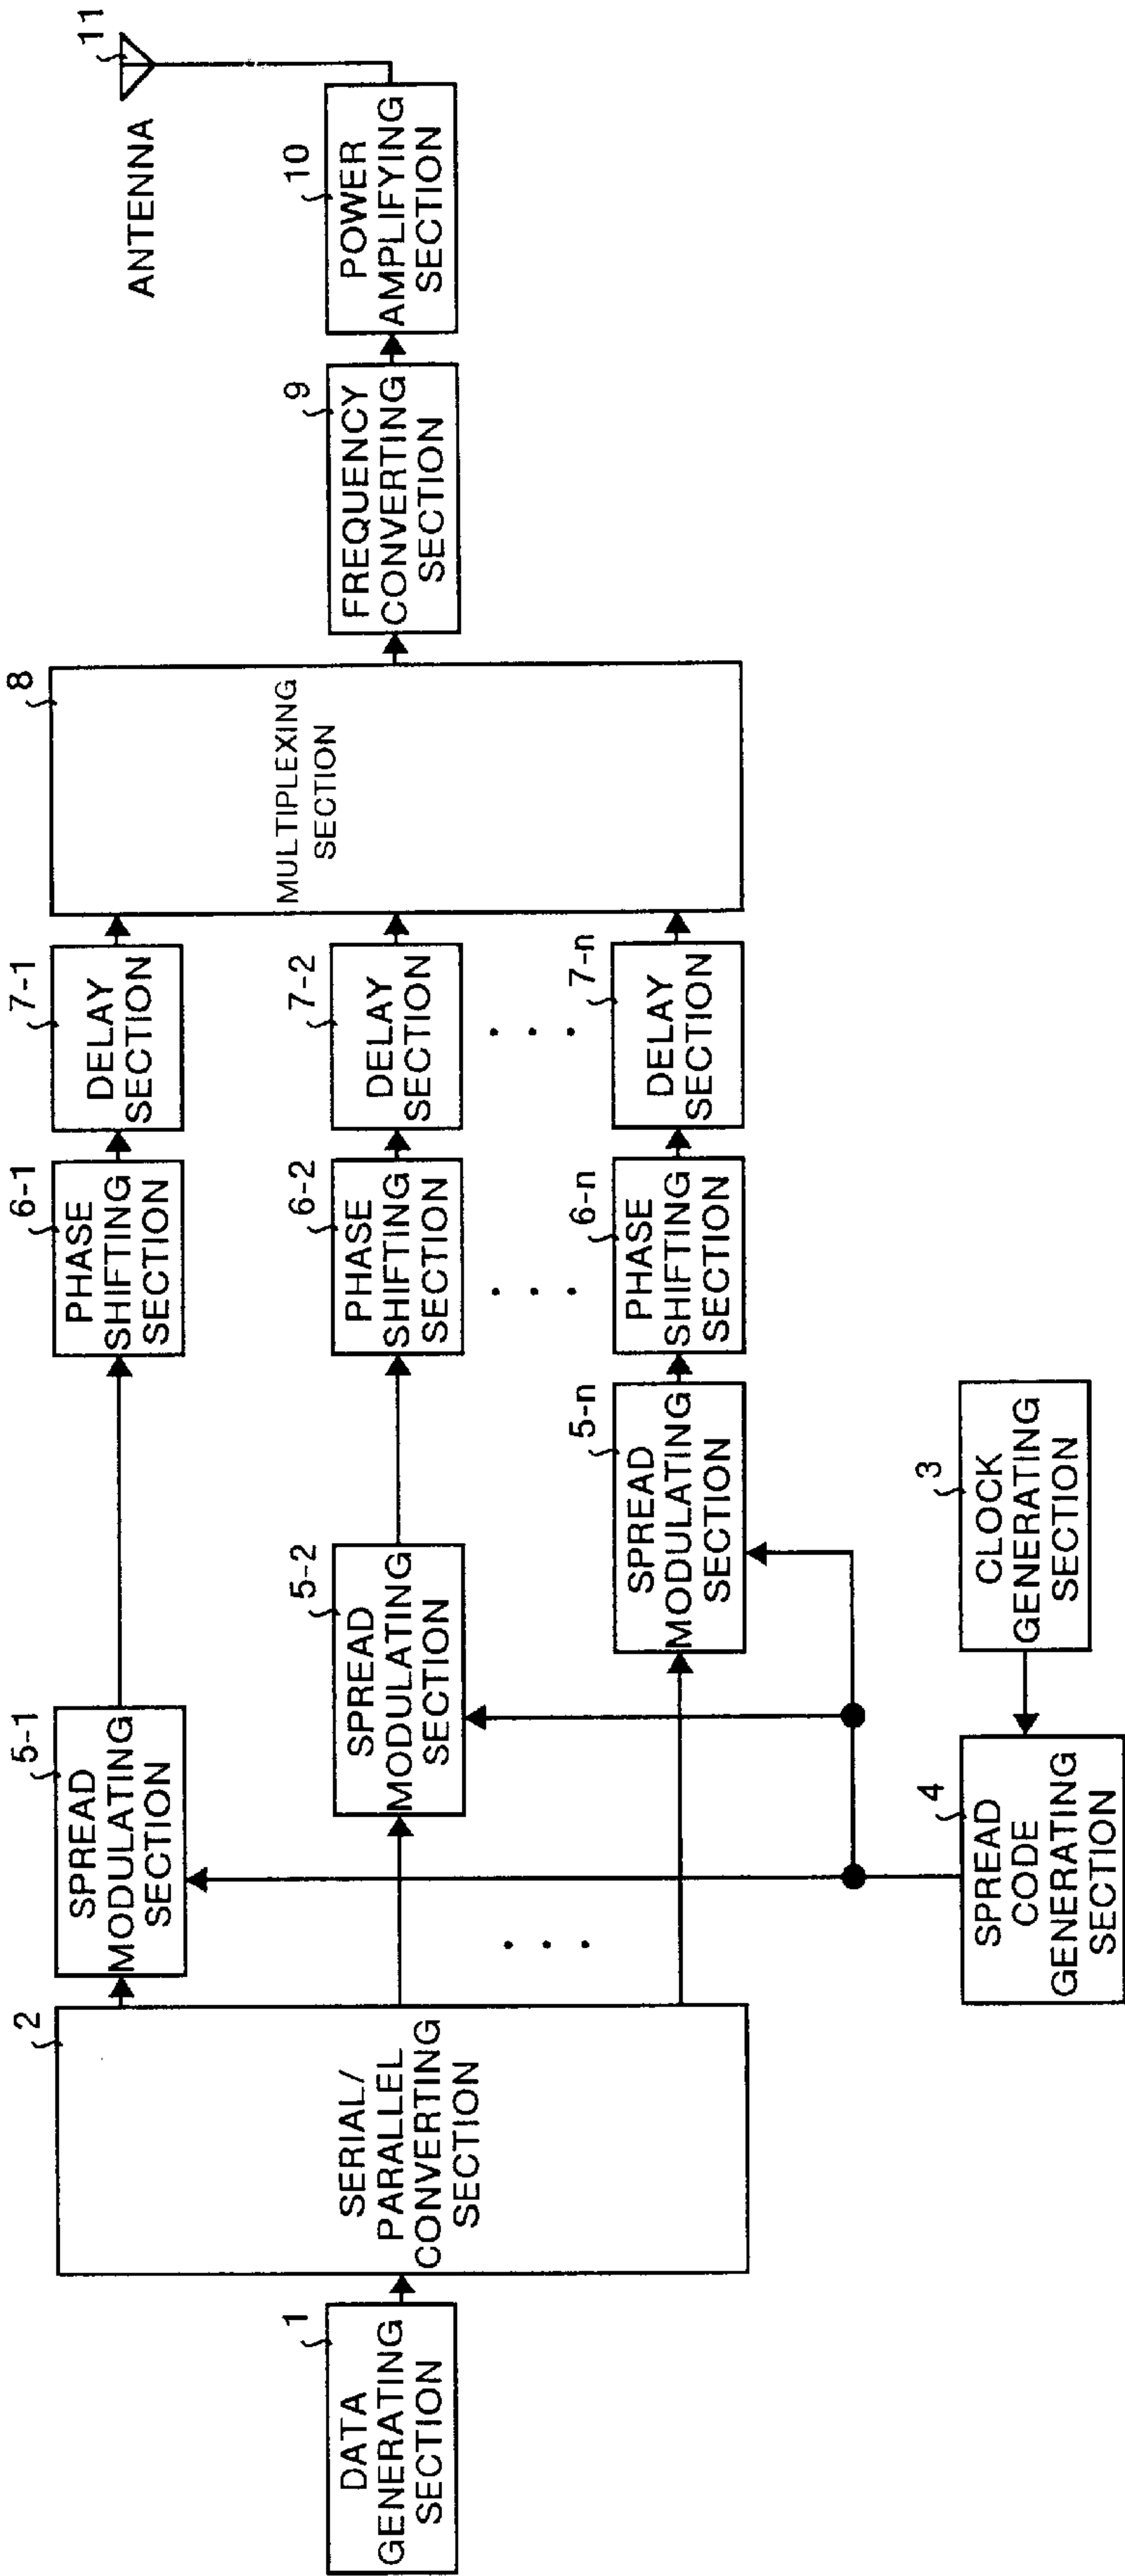 1
DATA
GENERATING
SECTION
2
SERIAL/
PARALLEL
CONVERTING
SECTION
5-1
SPREAD
MODULATING
SECTION
6-1
PHASE
SHIFTING
SECTION
7-1
DELAY
SECTION
5-2
SPREAD
MODULATING
SECTION
6-2
PHASE
SHIFTING
SECTION
7-2
DELAY
SECTION
5-n
SPREAD
MODULATING
SECTION
6-n
PHASE
SHIFTING
SECTION
7-n
DELAY
SECTION
4
SPREAD
CODE
GENERATING
SECTION
3
CLOCK
GENERATING
SECTION
8
MULTIPLEXING
SECTION
9
FREQUENCY
CONVERTING
SECTION
10
POWER
AMPLIFYING
SECTION
ANTENNA
11